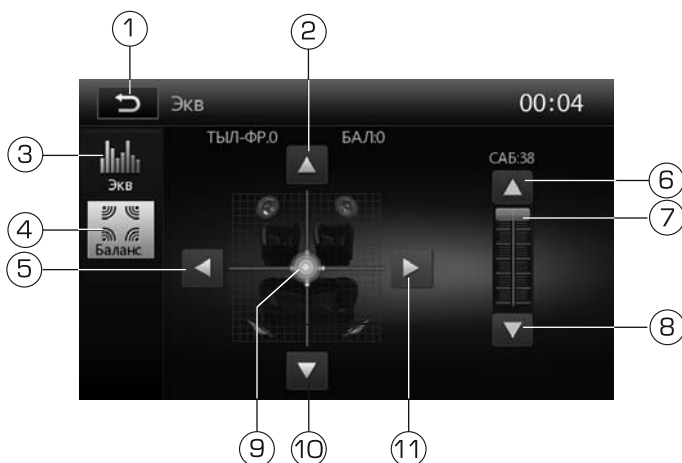 1 2
Экв 00:04
3 ТЫЛ-ФР.0 БАЛ:0
САБ:38
Экв 6
7
4 Баланс
5
8
9 10 11